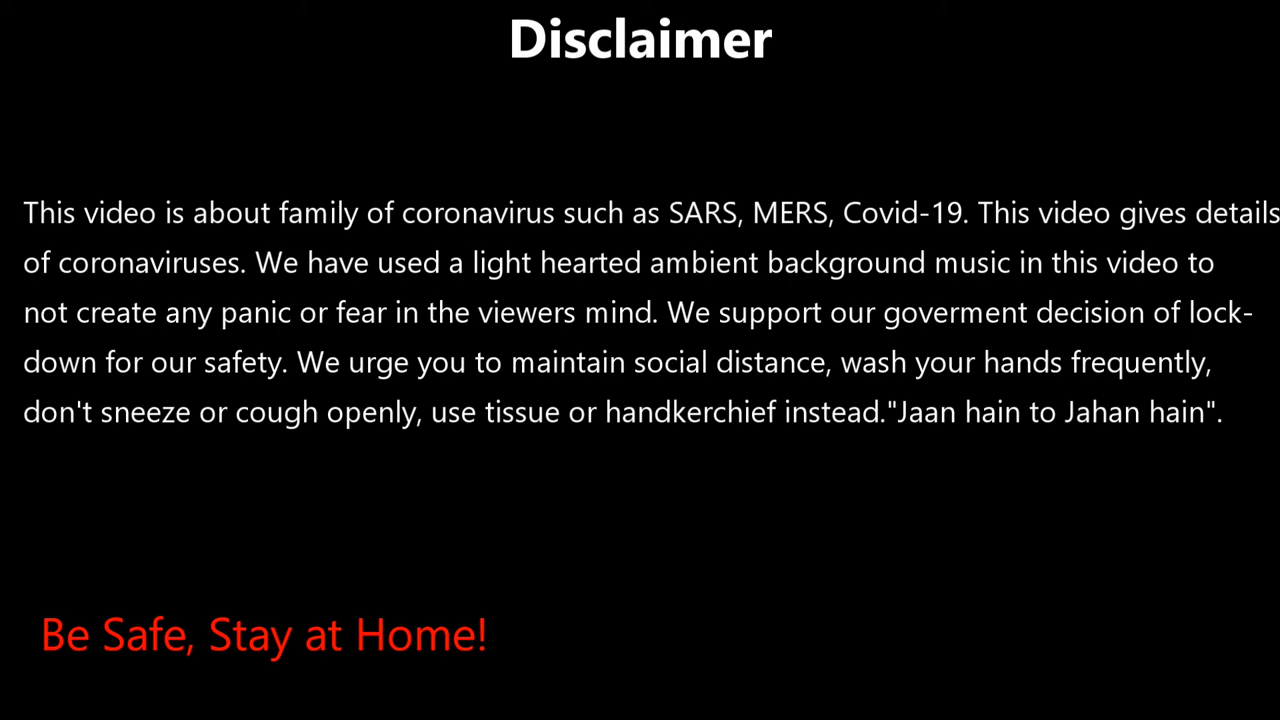 Disclaimer
This video is about family of coronavirus such as SARS, MERS, Covid-19. This video gives details
of coronaviruses. We have used a light hearted ambient background music in this video to
not create any panic or fear in the viewers mind. We support our goverment decision of lock-
down for our safety. We urge you to maintain social distance, wash your hands frequently,
don't sneeze or cough openly, use tissue or handkerchief instead."Jaan hain to Jahan hain".
Be Safe, Stay at Home!